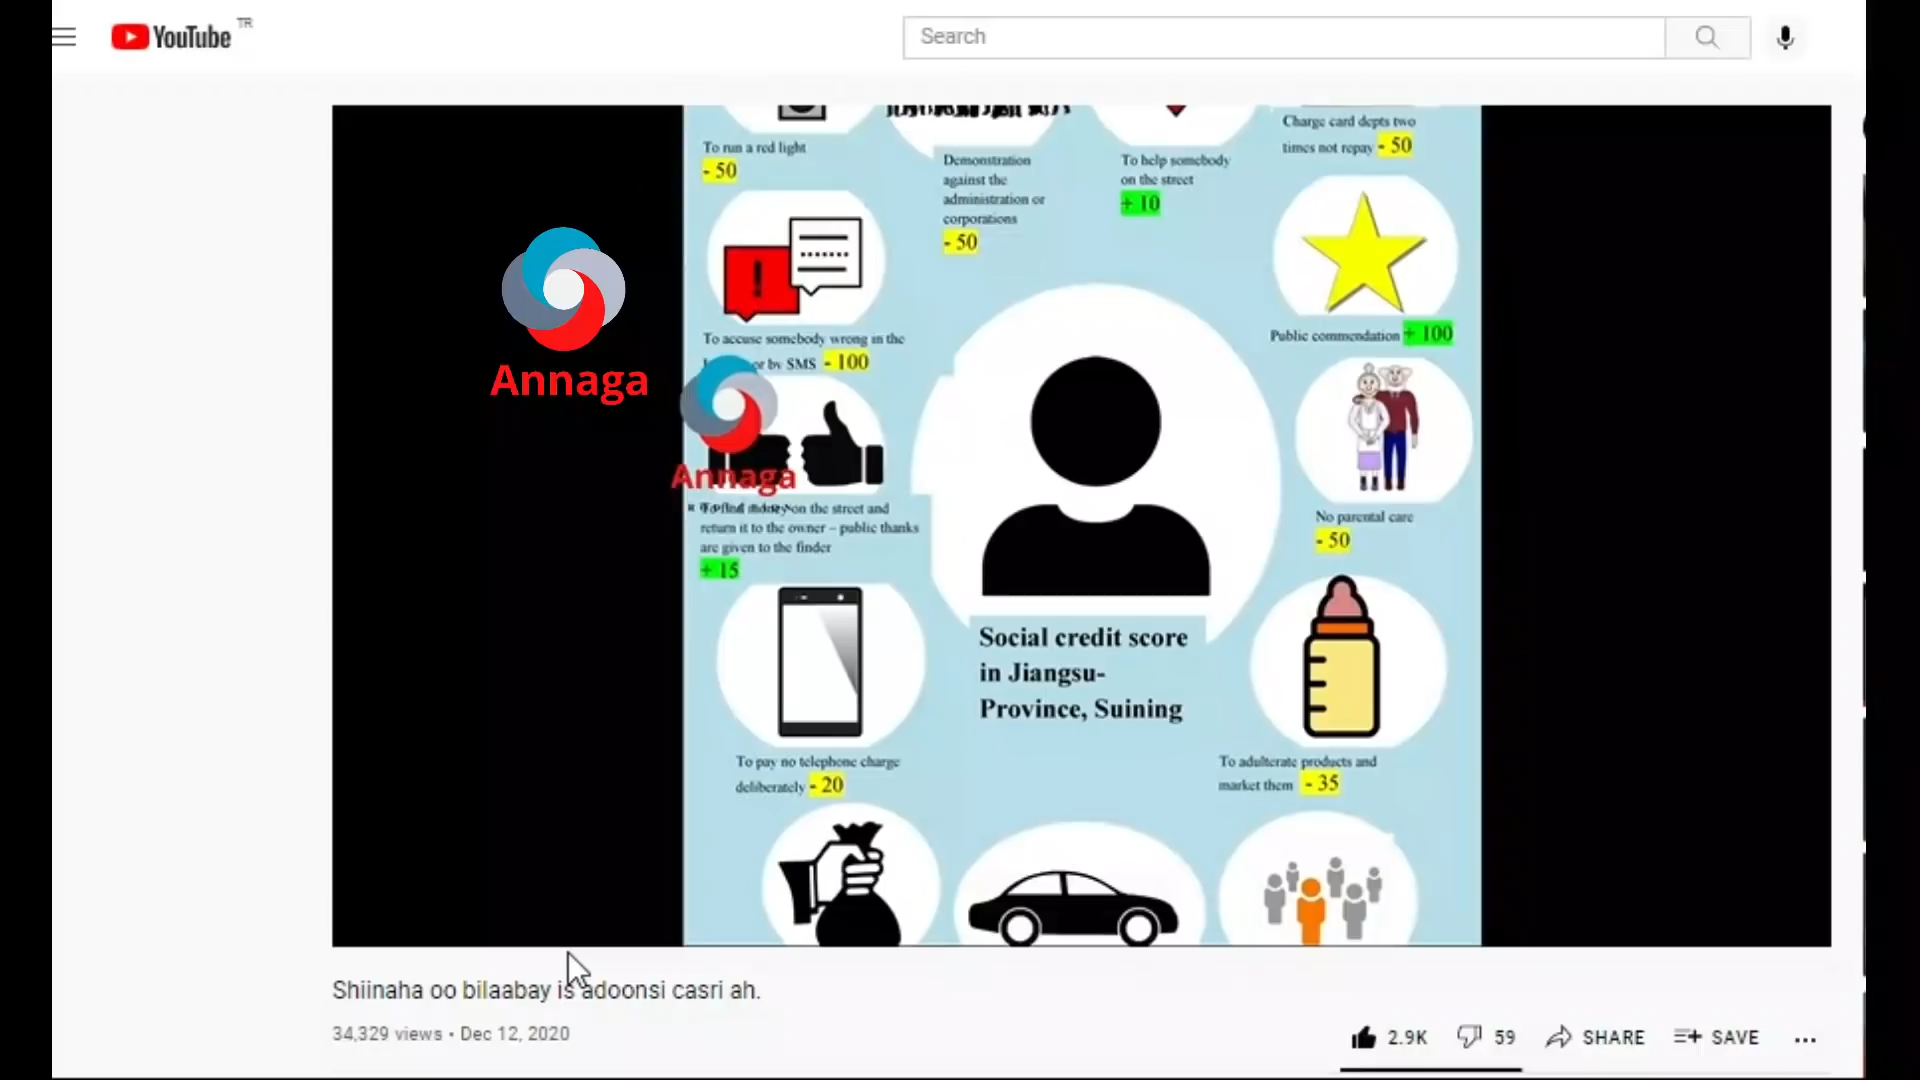 YouTube TR
Search
To run a red light
- 50
Demonstration
against the
administration or
corporations
- 50
To help somebody
on the street
+ 10
Charge card depts two
times not repay - 50
To accuse somebody wrong in the
or by SMS - 100
Public commendation + 100
Annaga
Annaga
To find money on the street and
return it to the owner – public thanks
are given to the finder
+ 15
No parental care
- 50
Social credit score
in Jiangsu-
Province, Suining
To pay no telephone charge
deliberately - 20
To adulterate products and
market them - 35
Shiinaha oo bilaabay is adoonsi casri ah.
34,329 views • Dec 12, 2020
2.9K 59 SHARE SAVE